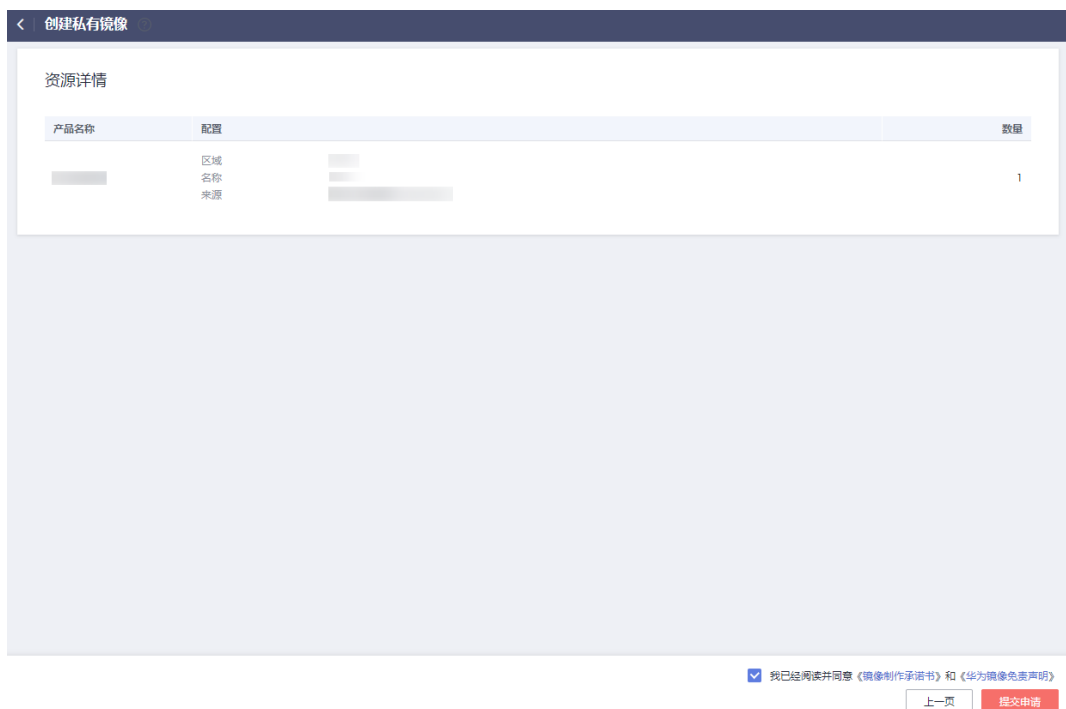 创建私有镜像
资源详情
产品名称 配置 数量
区域
名称 1
来源
我已经阅读并同意《镜像制作承诺书》和《华为镜像免责声明》
上一页 提交申请